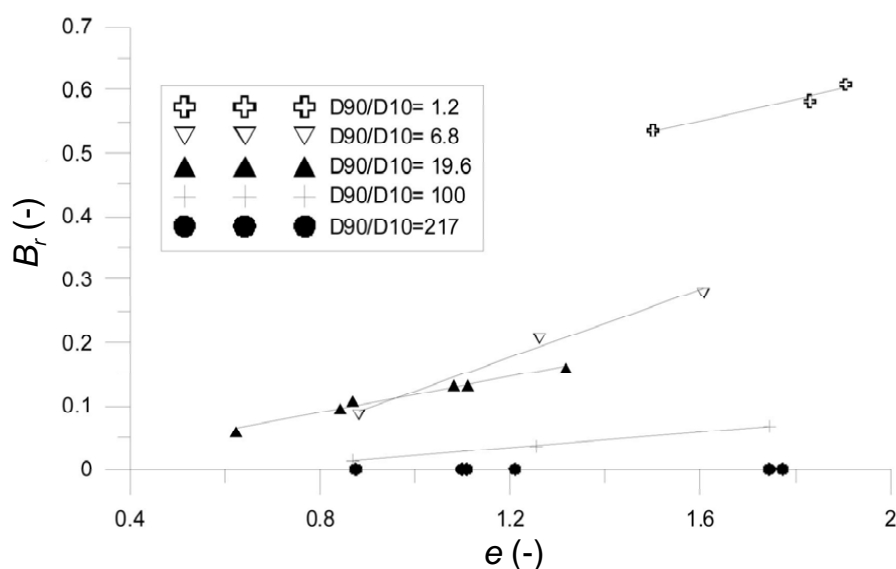 0.7
0.6
0.5
0.4
0.3
0.2
0.1
0
B_r (-)
D90/D10= 1.2
D90/D10= 6.8
D90/D10= 19.6
D90/D10= 100
D90/D10=217
0.4 0.8 1.2 1.6 2
e (-)